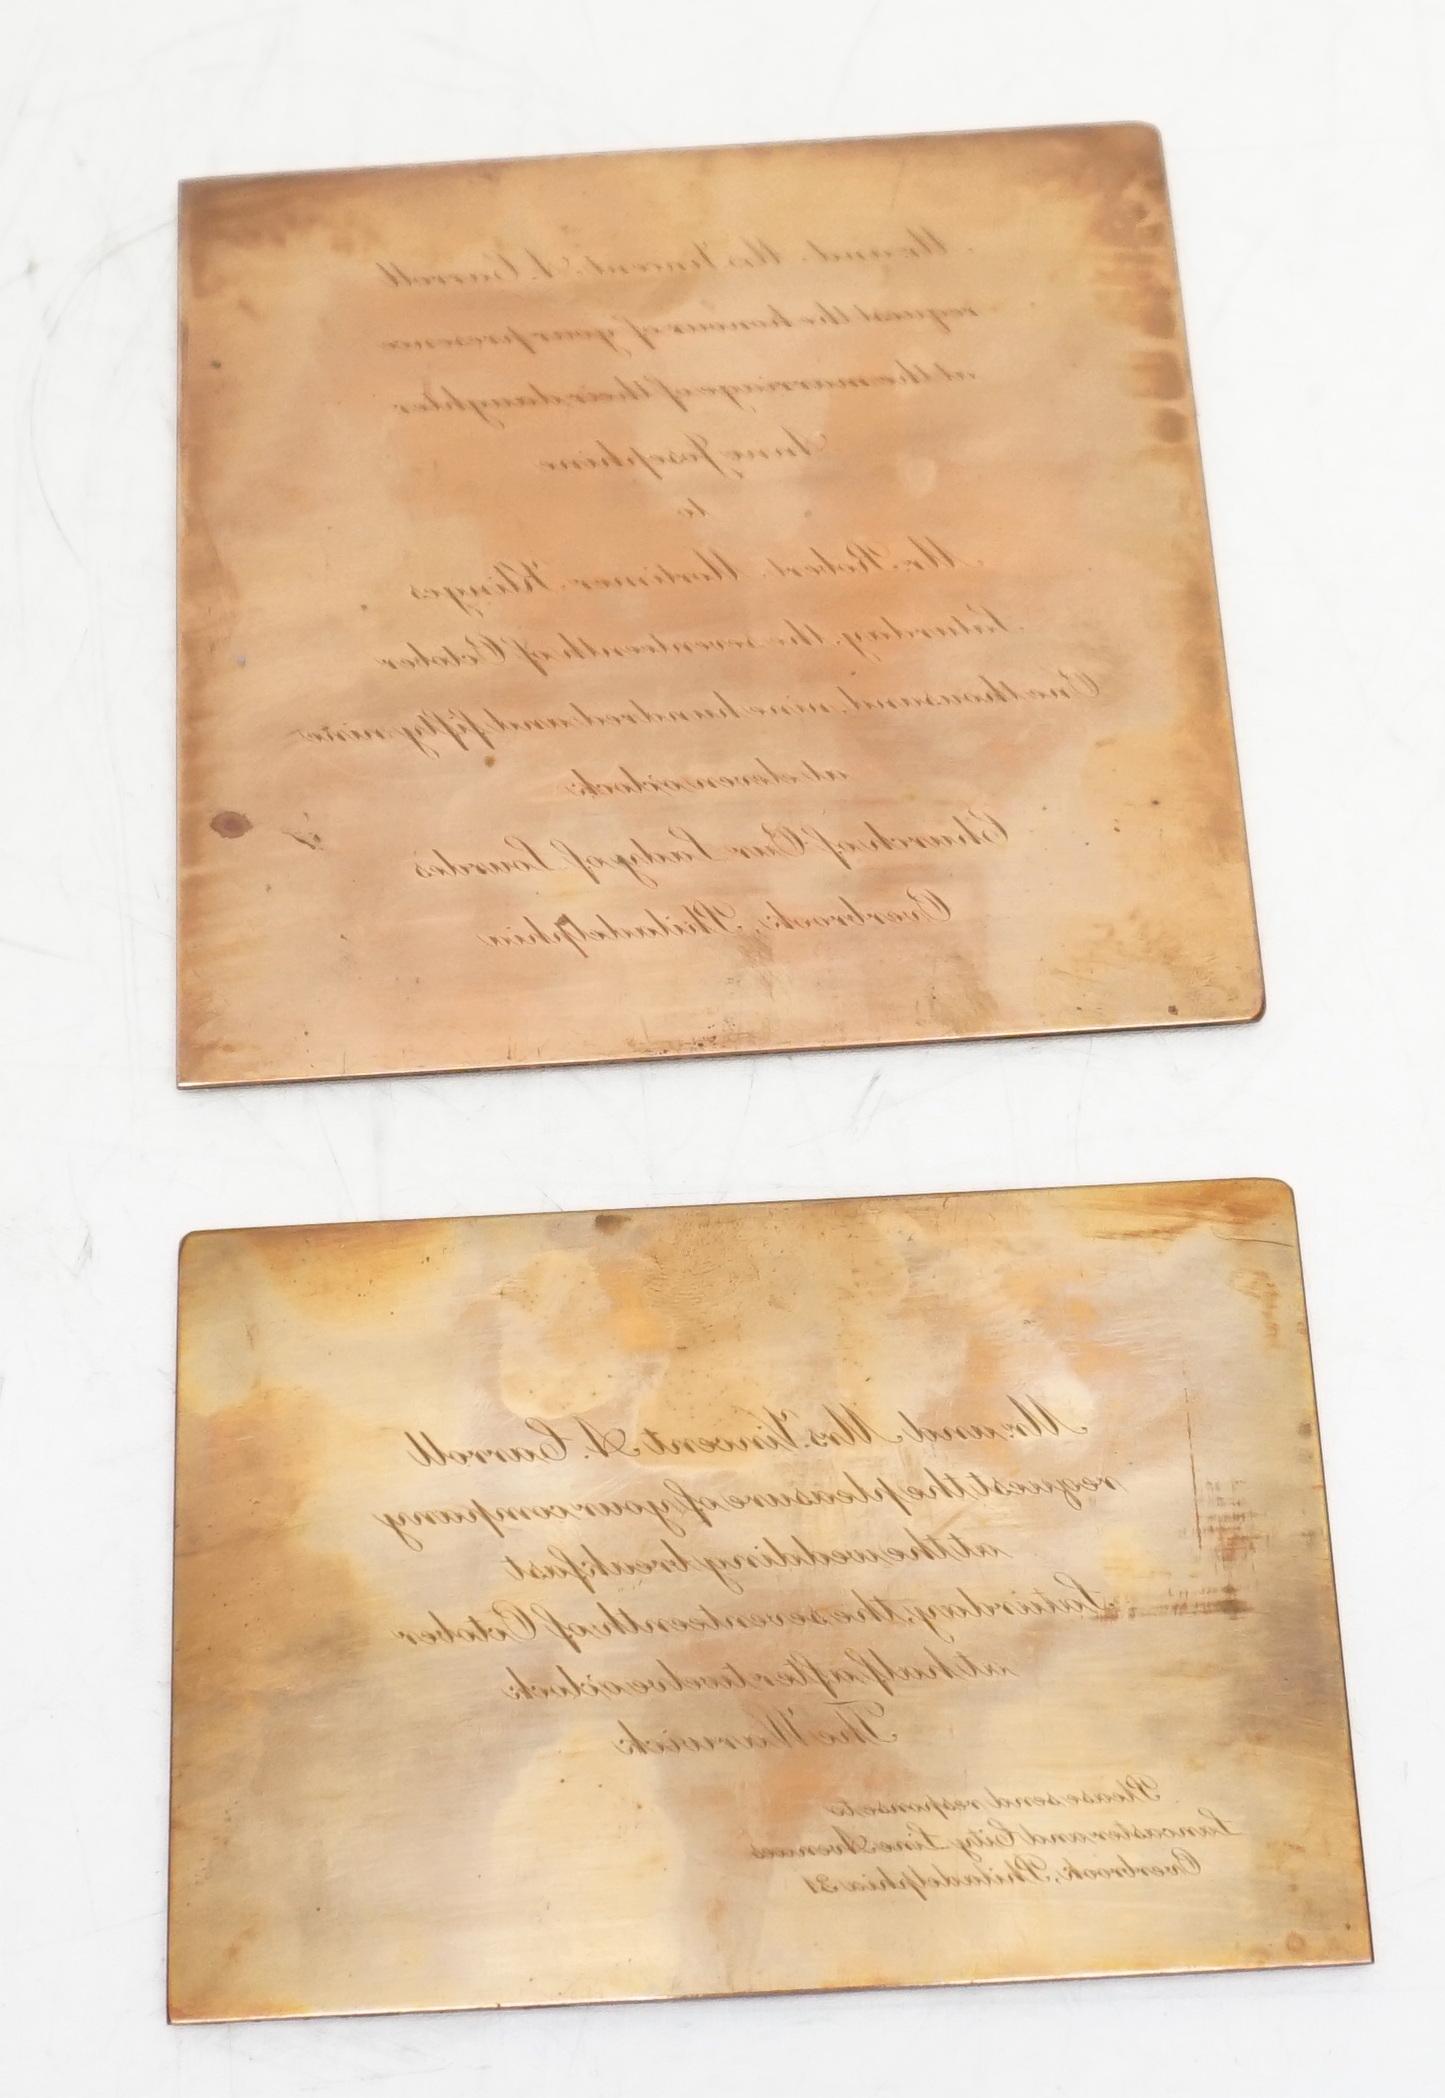 Mr. and Mrs. Vincent A. Carroll
request the honour of your presence
at the marriage of their daughter
Anne Josephine
to
Mr. Robert Mortimer Klinges
Saturday, the seventeenth of October
One thousand nine hundred and fifty nine
at eleven o'clock
Church of Our Lady of Lourdes
Overbrook, Philadelphia
Mr. and Mrs. Vincent A. Carroll
request the pleasure of your company
at the wedding breakfast
Saturday, the seventeenth of October
at half after twelve o'clock
The Warwick
Please send response to
Lancaster and City Line Avenues
Overbrook, Philadelphia 31